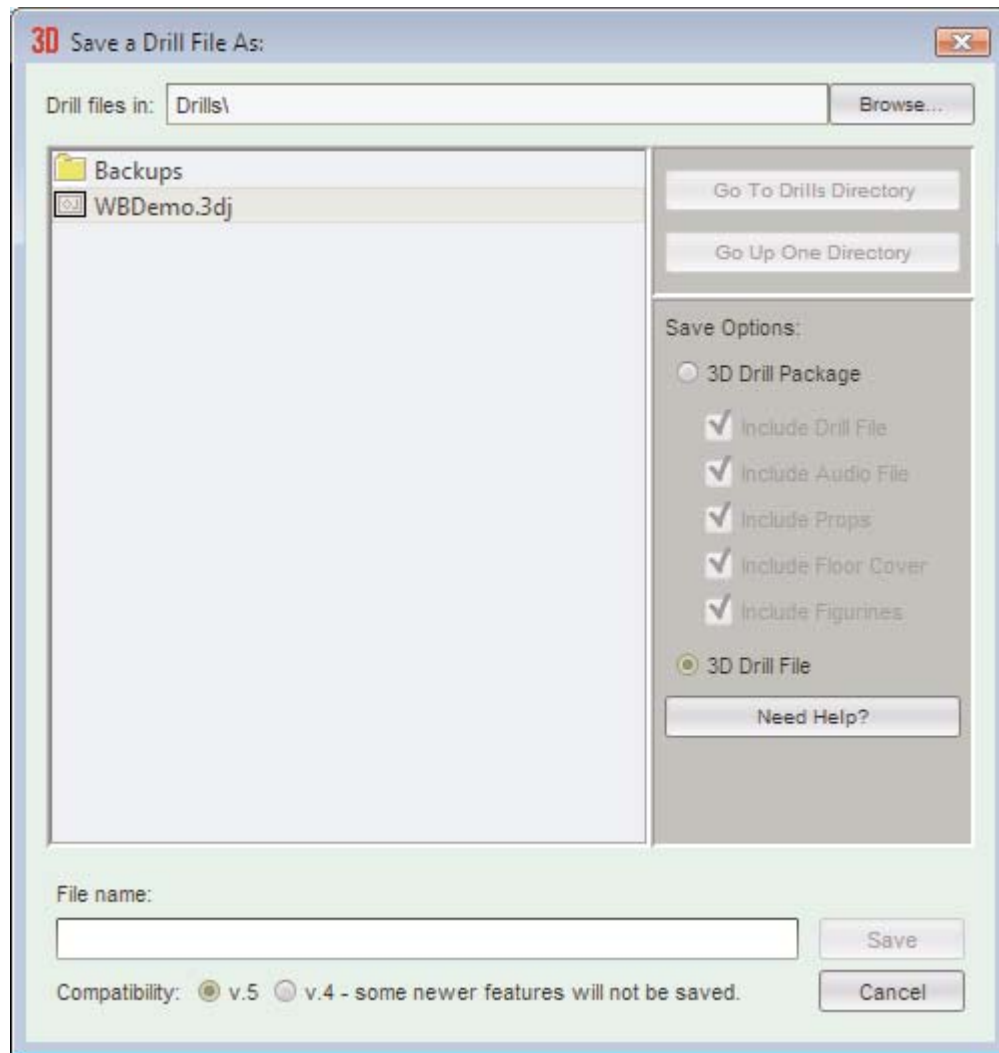 3D Save a Drill File As:
Drill files in: Drills\ Browse...
Backups
WBDemo.3dj
Go To Drills Directory
Go Up One Directory
Save Options:
3D Drill Package
Include Drill File
Include Audio File
Include Props
Include Floor Cover
Include Figurines
3D Drill File
Need Help?
File name:
Save
Compatibility: v.5 v.4 - some newer features will not be saved. Cancel